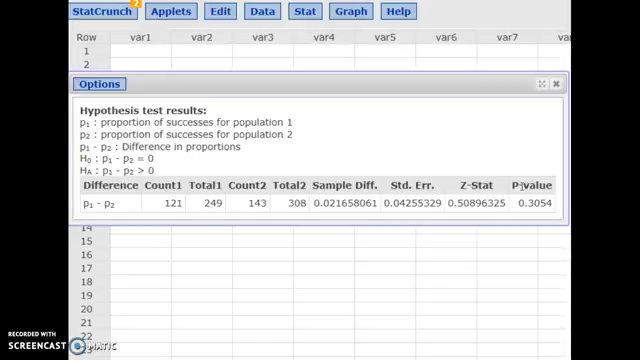 StatCrunch 2 Applets Edit Data Stat Graph Help
Row var1 var2 var3 var4 var5 var6 var7
1
2
Options
Hypothesis test results:
p1 : proportion of successes for population 1
p2 : proportion of successes for population 2
p1 - p2 : Difference in proportions
H0 : p1 - p2 = 0
HA : p1 - p2 > 0
Difference Count1 Total1 Count2 Total2 Sample Diff. Std. Err. Z-Stat P-value
p1 - p2 121 249 143 308 0.021658061 0.04255329 0.50896325 0.3054
14
15
16
17
18
19
20
21
22
23
RECORDED WITH
SCREENCAST MATIC